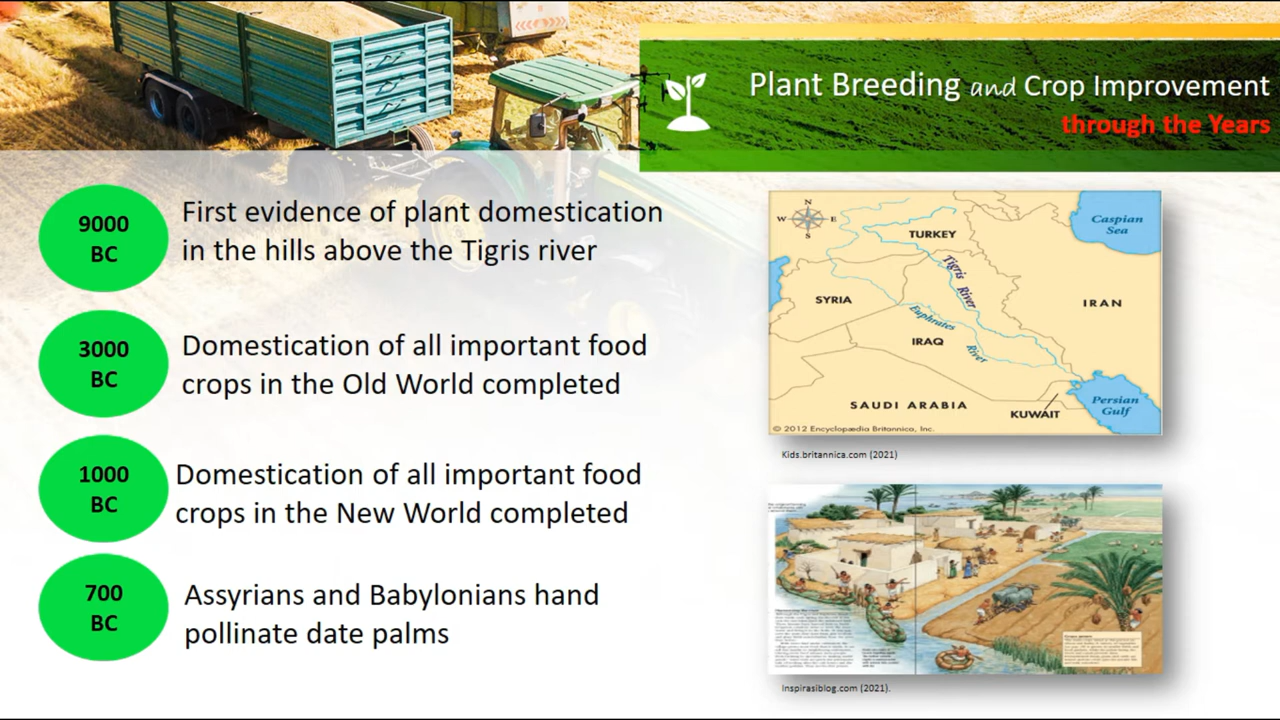 Plant Breeding and Crop Improvement
through the Years
9000
BC
First evidence of plant domestication
in the hills above the Tigris river
3000
BC
Domestication of all important food
crops in the Old World completed
1000
BC
Domestication of all important food
crops in the New World completed
700
BC
Assyrians and Babylonians hand
pollinate date palms
N
W
E
S
Caspian
Sea
TURKEY
Tigris
River
SYRIA
IRAN
Euphrates
River
IRAQ
SAUDI ARABIA
KUWAIT
Persian
Gulf
© 2012 Encyclopædia Britannica, Inc.
Kids.britannica.com (2021)
Inspirasiblog.com (2021).